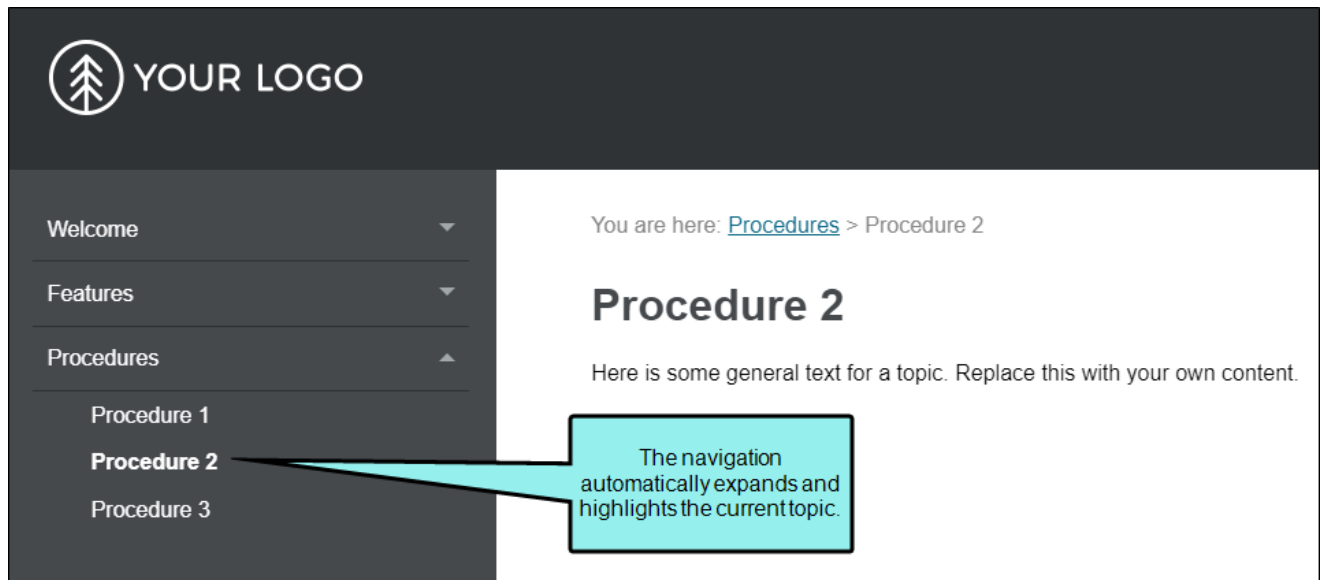 YOUR LOGO
Welcome
Features
Procedures
Procedure 1
Procedure 2
Procedure 3
You are here: Procedures > Procedure 2
Procedure 2
Here is some general text for a topic. Replace this with your own content.
The navigation
automatically expands and
highlights the current topic.